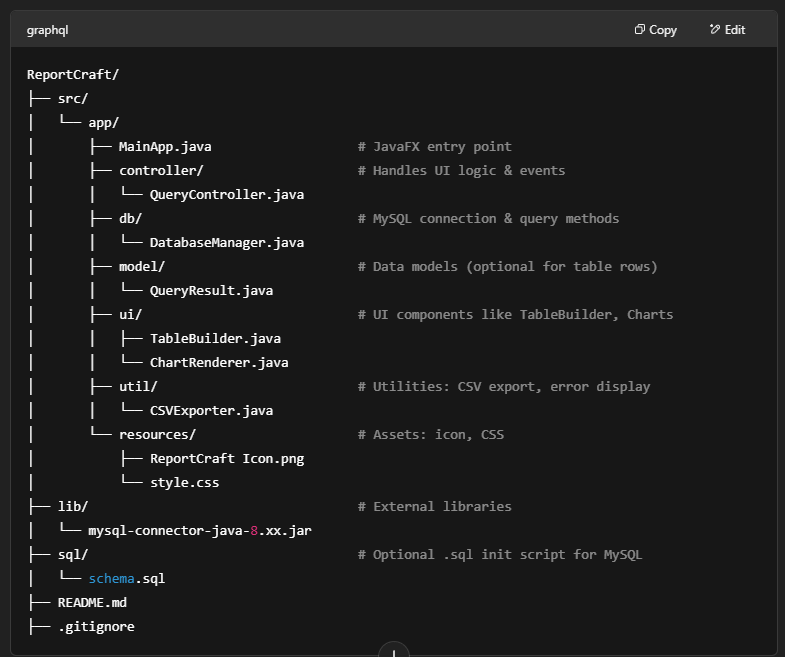 graphql Copy Edit
ReportCraft/
├── src/
│   └── app/
│       ├── MainApp.java                   # JavaFX entry point
│       ├── controller/                    # Handles UI logic & events
│       │   └── QueryController.java
│       ├── db/                            # MySQL connection & query methods
│       │   └── DatabaseManager.java
│       ├── model/                         # Data models (optional for table rows)
│       │   └── QueryResult.java
│       ├── ui/                            # UI components like TableBuilder, Charts
│       │   ├── TableBuilder.java
│       │   └── ChartRenderer.java
│       ├── util/                          # Utilities: CSV export, error display
│       │   └── CSVExporter.java
│       └── resources/                     # Assets: icon, CSS
│           ├── ReportCraft Icon.png
│           └── style.css
├── lib/                                   # External libraries
│   └── mysql-connector-java-8.xx.jar
├── sql/                                   # Optional .sql init script for MySQL
│   └── schema.sql
├── README.md
├── .gitignore